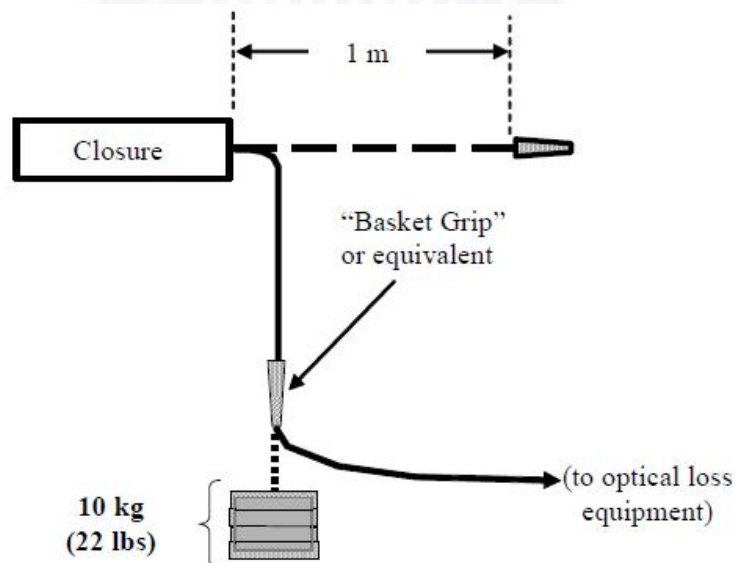 1 m
Closure
“Basket Grip”
or equivalent
(to optical loss
equipment)
10 kg
(22 lbs)